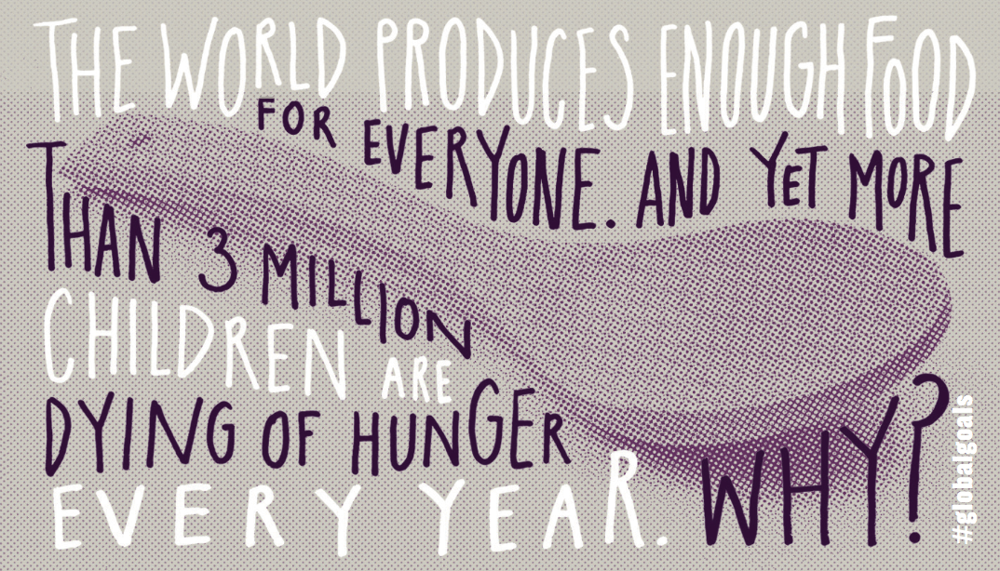 THE WORLD PRODUCES ENOUGH FOOD
FOR EVERYONE. AND YET MORE
THAN 3 MILLION
CHILDREN ARE
DYING OF HUNGER
EVERY YEAR. WHY?
#globalgoals